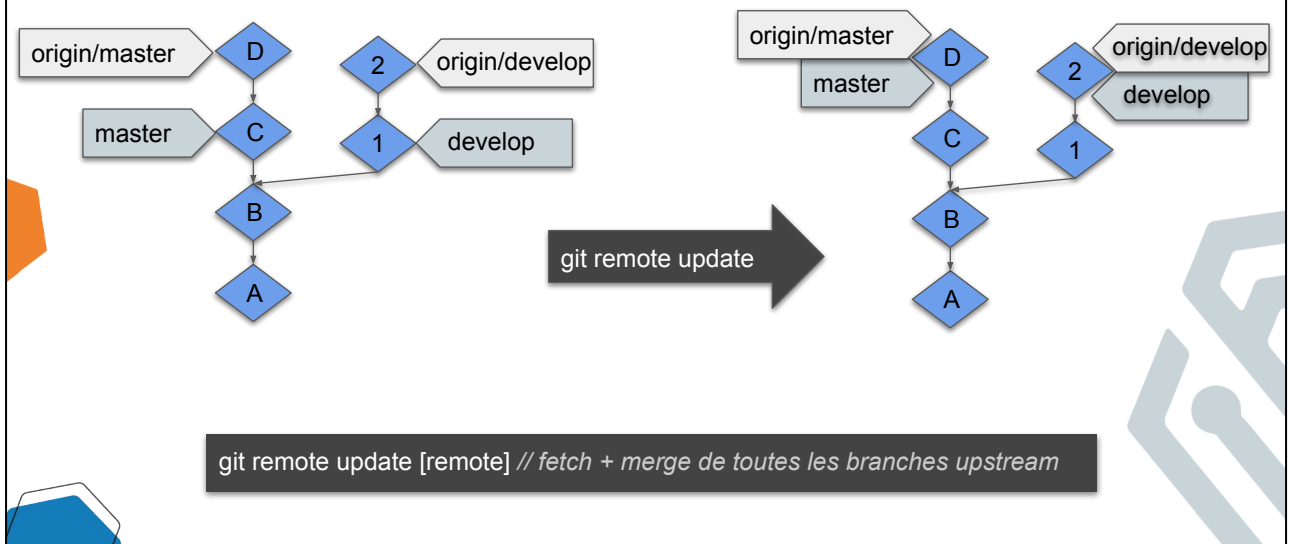 origin/master
D
2
origin/develop
master
C
1
develop
B
A
git remote update
origin/master
D
master
2
origin/develop
develop
C
1
B
A
git remote update [remote] // fetch + merge de toutes les branches upstream